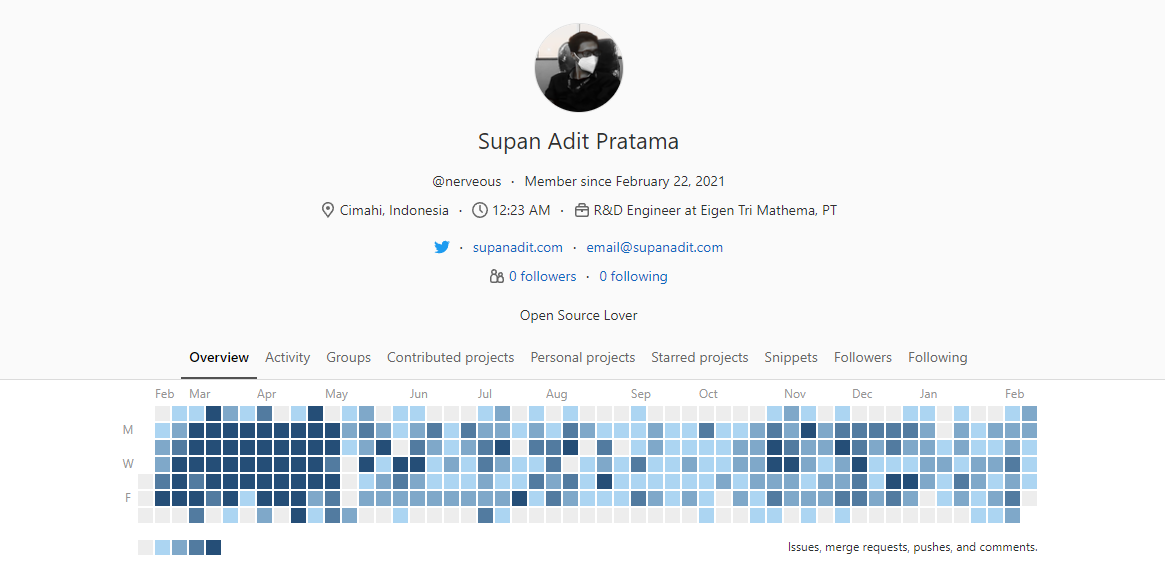 Supan Adit Pratama
@nerveous · Member since February 22, 2021
Cimahi, Indonesia · 12:23 AM · R&D Engineer at Eigen Tri Mathema, PT
· supanadit.com · email@supanadit.com
0 followers · 0 following
Open Source Lover
Overview Activity Groups Contributed projects Personal projects Starred projects Snippets Followers Following
Feb Mar Apr May Jun Jul Aug Sep Oct Nov Dec Jan Feb
M
W
F
Issues, merge requests, pushes, and comments.